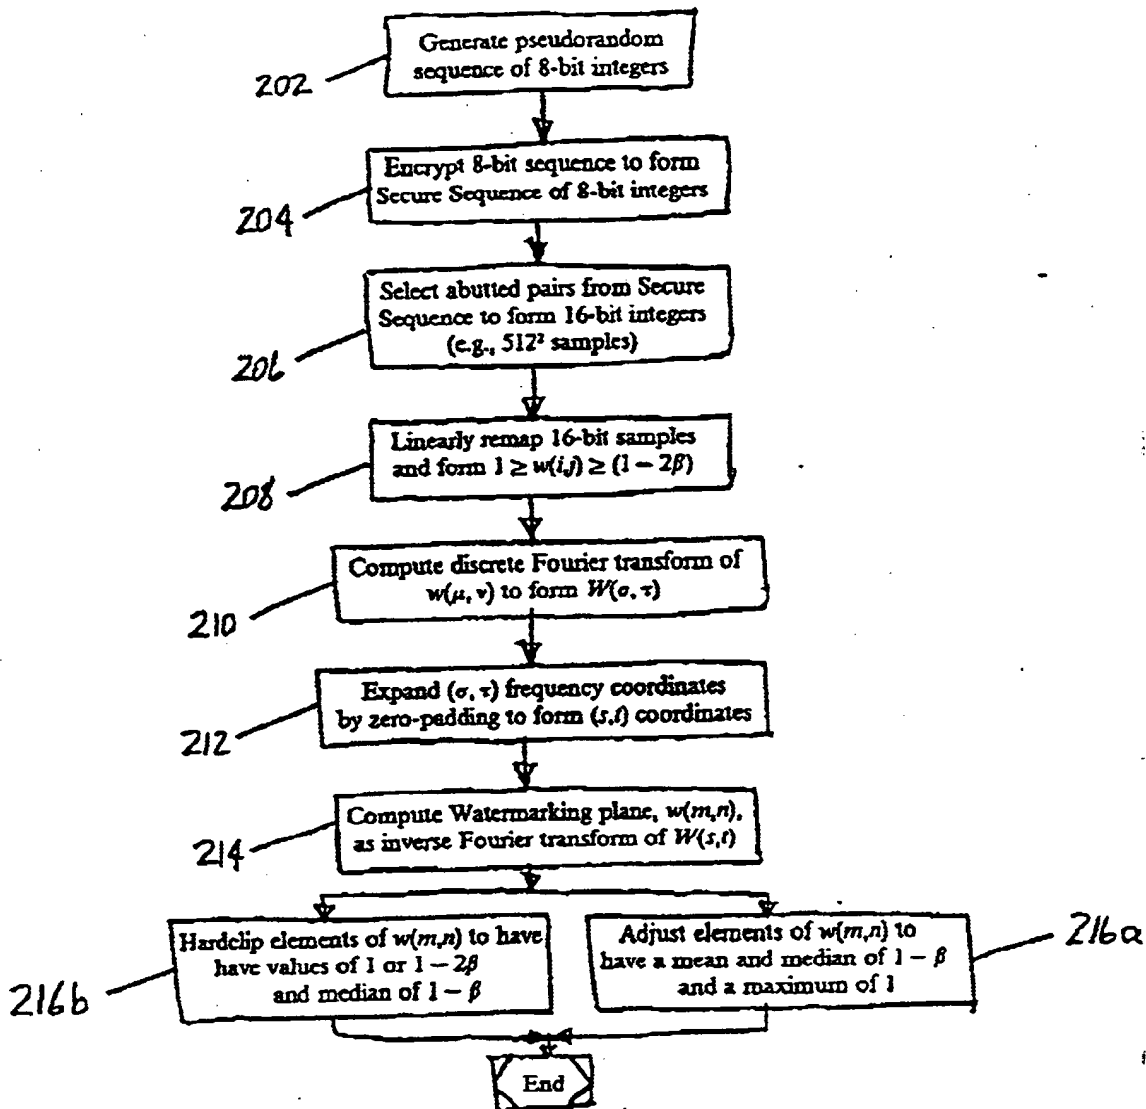 Generate pseudorandom
sequence of 8-bit integers
202
Encrypt 8-bit sequence to form
Secure Sequence of 8-bit integers
204
Select abutted pairs from Secure
Sequence to form 16-bit integers
(e.g., 512² samples)
206
Linearly remap 16-bit samples
and form 1 ≥ w(i,j) ≥ (1 − 2β)
208
Compute discrete Fourier transform of
w(μ, ν) to form W(σ, τ)
210
Expand (σ, τ) frequency coordinates
by zero-padding to form (s,t) coordinates
212
Compute Watermarking plane, w(m,n),
as inverse Fourier transform of W(s,t)
214
Hardclip elements of w(m,n) to have
have values of 1 or 1 − 2β
and median of 1 − β
216b
Adjust elements of w(m,n) to
have a mean and median of 1 − β
and a maximum of 1
216a
End